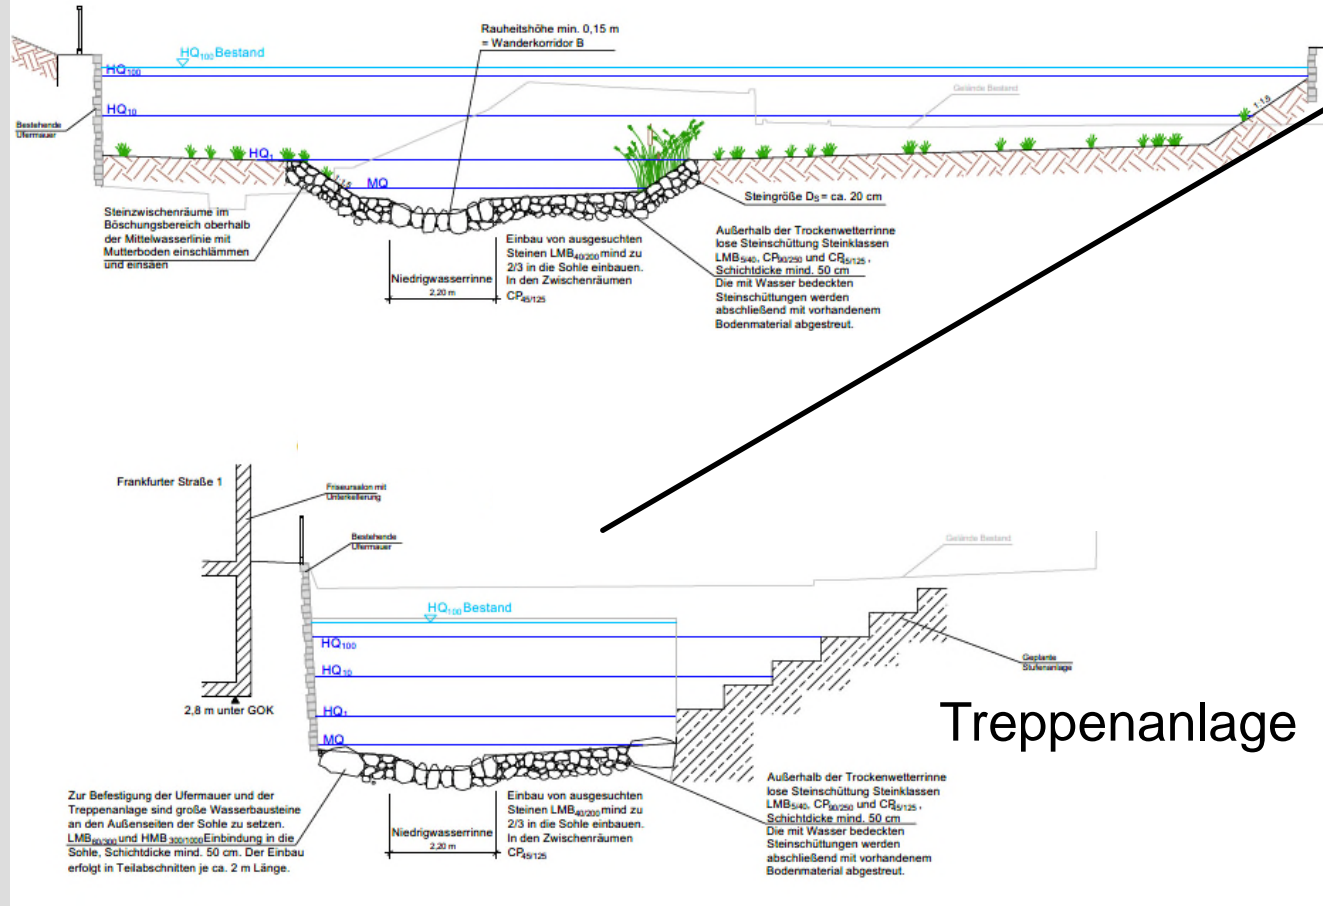 Rauheitshöhe min. 0,15 m
= Wanderkorridor B
HQ100 Bestand
HQ100
HQ10
Gelände Bestand
1:1,5
Bestehende
Ufermauer
HQ1
1:1,5
MQ
Steingröße DS = ca. 20 cm
Steinzwischenräume im
Böschungsbereich oberhalb
der Mittelwasserlinie mit
Mutterboden einschlämmen
und einsäen
Niedrigwasserrinne
2,20 m
Einbau von ausgesuchten
Steinen LMB40/200 mind zu
2/3 in die Sohle einbauen.
In den Zwischenräumen
CP45/125
Außerhalb der Trockenwetterrinne
lose Steinschüttung Steinklassen
LMB5/40, CP90/250 und CP45/125 ,
Schichtdicke mind. 50 cm
Die mit Wasser bedeckten
Steinschüttungen werden
abschließend mit vorhandenem
Bodenmaterial abgestreut.
Frankfurter Straße 1
Friseursalon mit
Unterkellerung
Bestehende
Ufermauer
Gelände Bestand
HQ100 Bestand
HQ100
HQ10
HQ1
MQ
Geplante
Stufenanlage
2,8 m unter GOK
Treppenanlage
Zur Befestigung der Ufermauer und der
Treppenanlage sind große Wasserbausteine
an den Außenseiten der Sohle zu setzen.
LMB60/300 und HMB 300/1000 Einbindung in die
Sohle, Schichtdicke mind. 50 cm. Der Einbau
erfolgt in Teilabschnitten je ca. 2 m Länge.
Niedrigwasserrinne
2,20 m
Einbau von ausgesuchten
Steinen LMB40/200 mind zu
2/3 in die Sohle einbauen.
In den Zwischenräumen
CP45/125
Außerhalb der Trockenwetterrinne
lose Steinschüttung Steinklassen
LMB5/40, CP90/250 und CP45/125 ,
Schichtdicke mind. 50 cm
Die mit Wasser bedeckten
Steinschüttungen werden
abschließend mit vorhandenem
Bodenmaterial abgestreut.